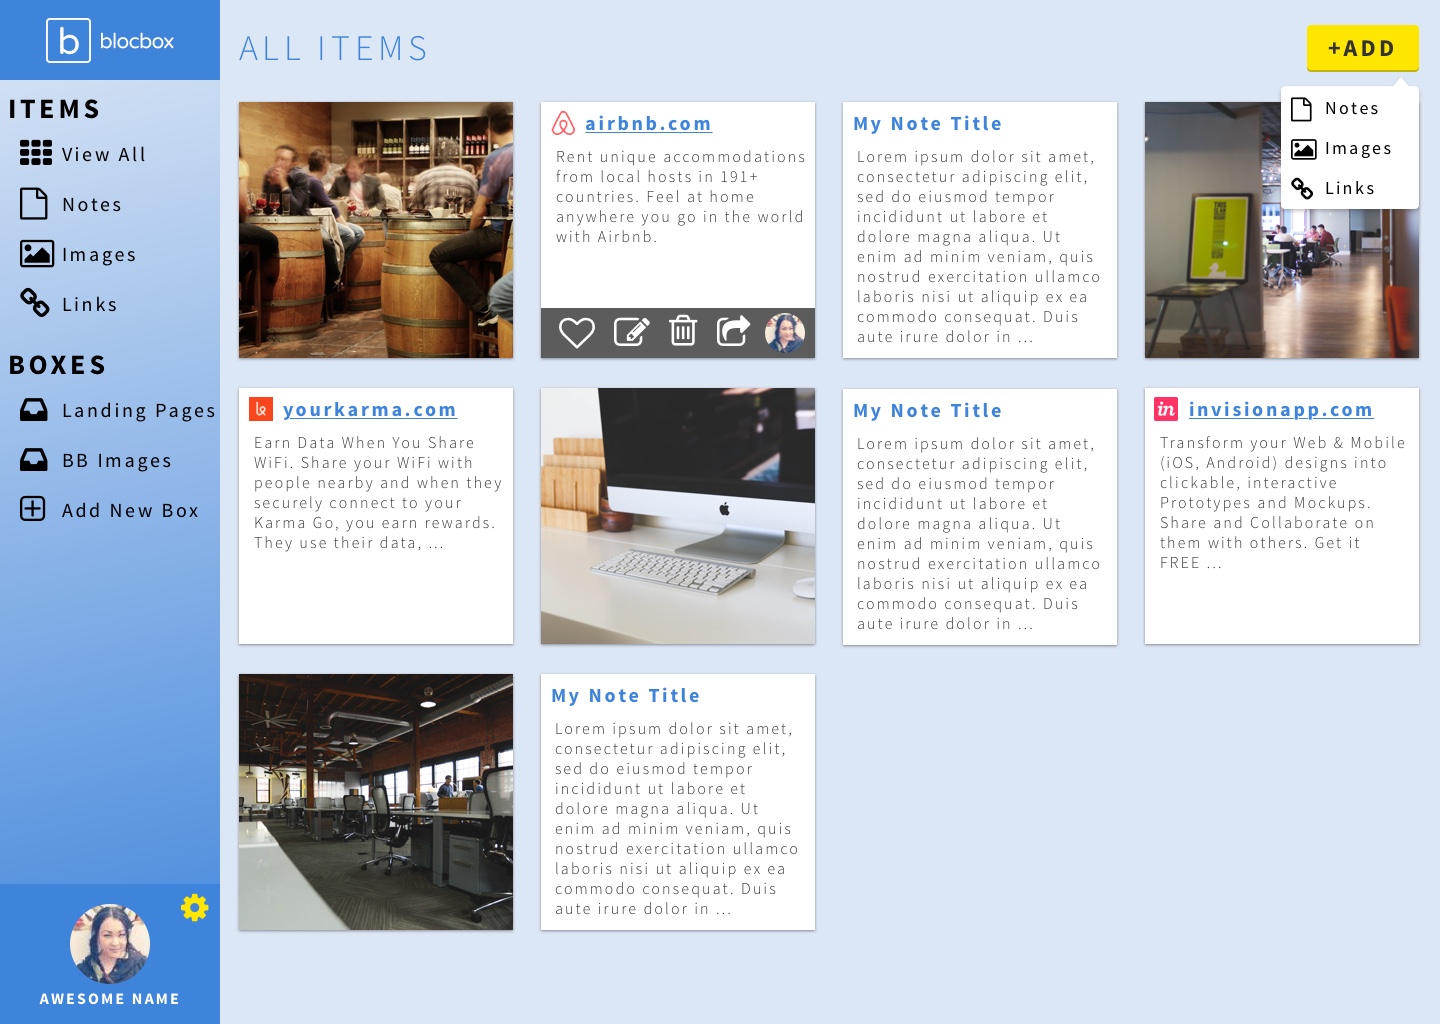 b blocbox
ITEMS
View All
Notes
Images
Links
BOXES
Landing Pages
BB Images
Add New Box
AWESOME NAME
ALL ITEMS
+ADD
Notes
Images
Links
airbnb.com
Rent unique accommodations
from local hosts in 191+
countries. Feel at home
anywhere you go in the world
with Airbnb.
My Note Title
Lorem ipsum dolor sit amet,
consectetur adipiscing elit,
sed do eiusmod tempor
incididunt ut labore et
dolore magna aliqua. Ut
enim ad minim veniam, quis
nostrud exercitation ullamco
laboris nisi ut aliquip ex ea
commodo consequat. Duis
aute irure dolor in ...
yourkarma.com
Earn Data When You Share
WiFi. Share your WiFi with
people nearby and when they
securely connect to your
Karma Go, you earn rewards.
They use their data, ...
My Note Title
Lorem ipsum dolor sit amet,
consectetur adipiscing elit,
sed do eiusmod tempor
incididunt ut labore et
dolore magna aliqua. Ut
enim ad minim veniam, quis
nostrud exercitation ullamco
laboris nisi ut aliquip ex ea
commodo consequat. Duis
aute irure dolor in ...
in invisionapp.com
Transform your Web & Mobile
(iOS, Android) designs into
clickable, interactive
Prototypes and Mockups.
Share and Collaborate on
them with others. Get it
FREE ...
My Note Title
Lorem ipsum dolor sit amet,
consectetur adipiscing elit,
sed do eiusmod tempor
incididunt ut labore et
dolore magna aliqua. Ut
enim ad minim veniam, quis
nostrud exercitation ullamco
laboris nisi ut aliquip ex ea
commodo consequat. Duis
aute irure dolor in ...